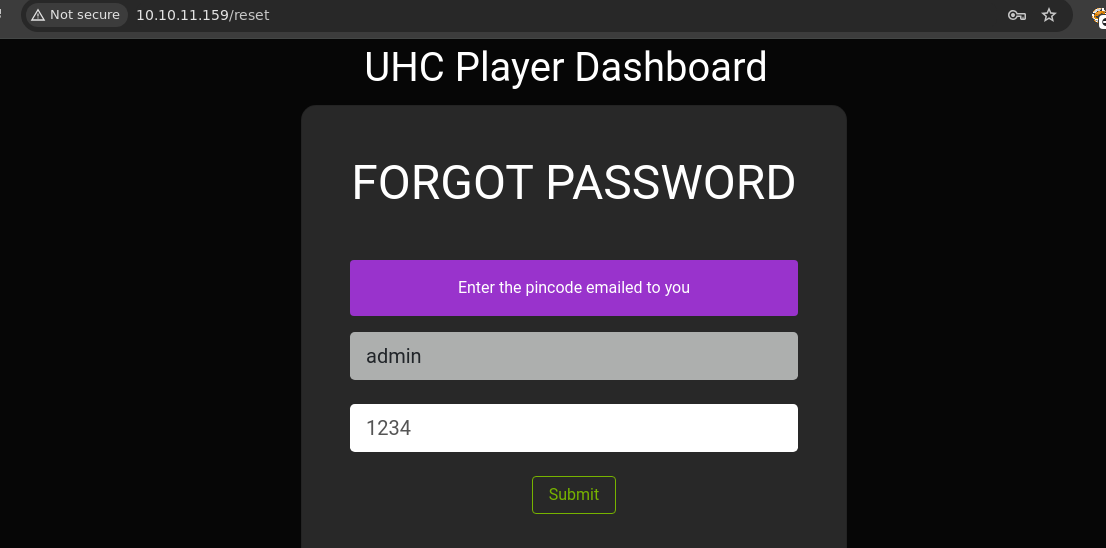 Not secure 10.10.11.159/reset
UHC Player Dashboard
FORGOT PASSWORD
Enter the pincode emailed to you
admin
1234
Submit